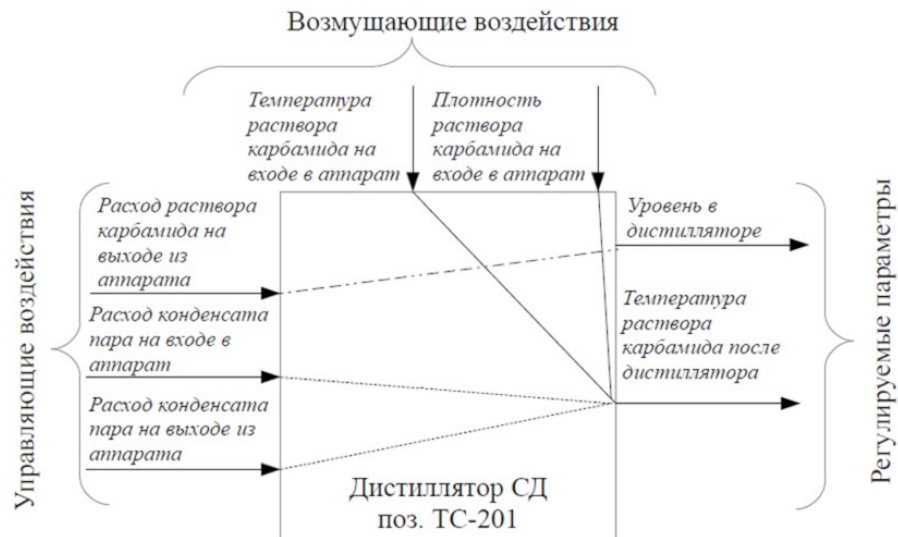 Возмущающие воздействия
Температура
раствора
карбамида на
входе в аппарат
Плотность
раствора
карбамида на
входе в аппарат
Управляющие воздействия
Расход раствора
карбамида на
выходе из
аппарата
Расход конденсата
пара на входе в
аппарат
Расход конденсата
пара на выходе из
аппарата
Уровень в
дистилляторе
Температура
раствора
карбамида после
дистиллятора
Регулируемые параметры
Дистиллятор СД
поз. ТС-201